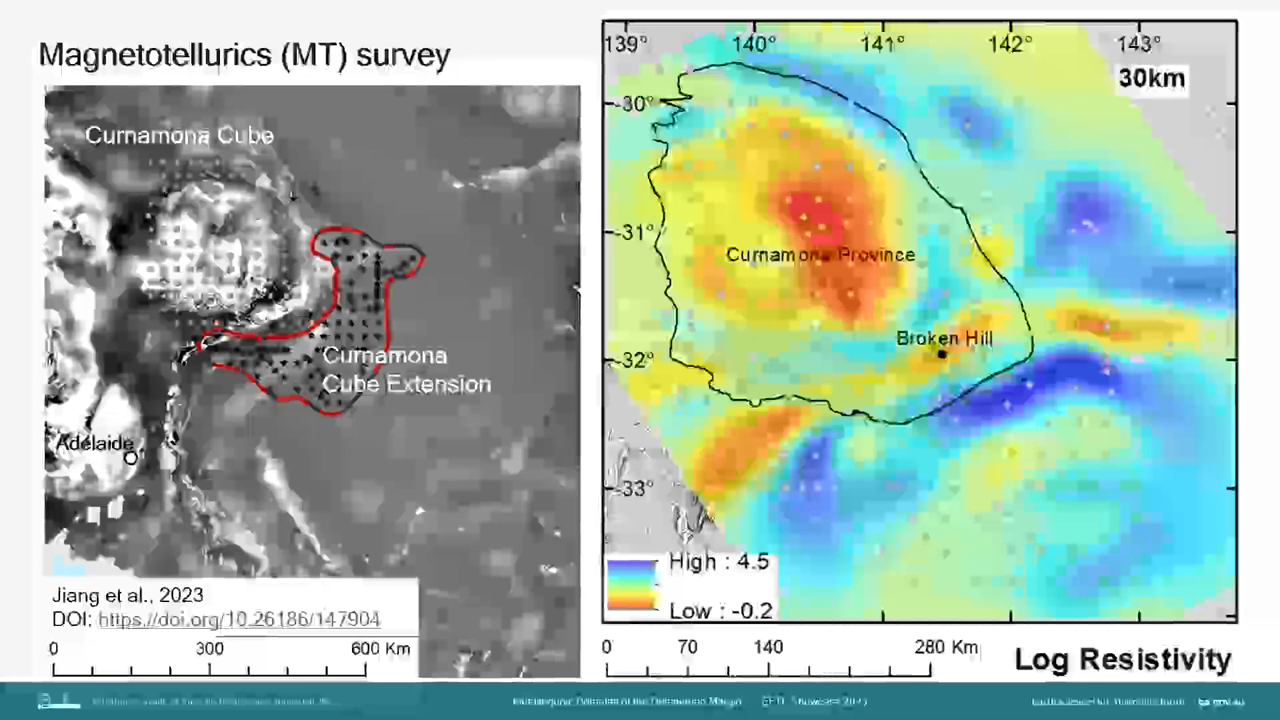 Magnetotellurics (MT) survey
Curnamona Cube
Curnamona
Cube Extension
Adelaide
Jiang et al., 2023
DOI: https://doi.org/10.26186/147904
0 300 600 Km
139° 140° 141° 142° 143°
30km
-30°
-31°
Curnamona Province
Broken Hill
-32°
-33°
High : 4.5
Low : -0.2
0 70 140 280 Km
Log Resistivity